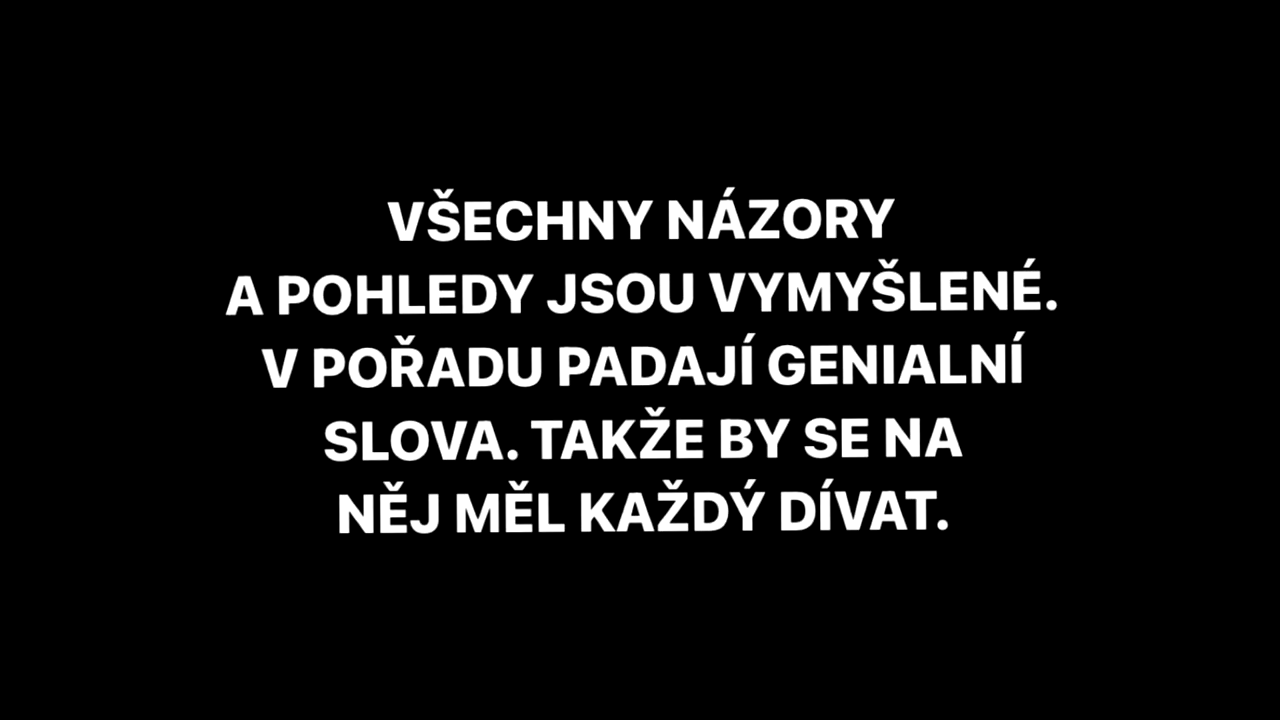 VŠECHNY NÁZORY
A POHLEDY JSOU VYMYŠLENÉ.
V POŘADU PADAJÍ GENIALNÍ
SLOVA. TAKŽE BY SE NA
NĚJ MĚL KAŽDÝ DÍVAT.